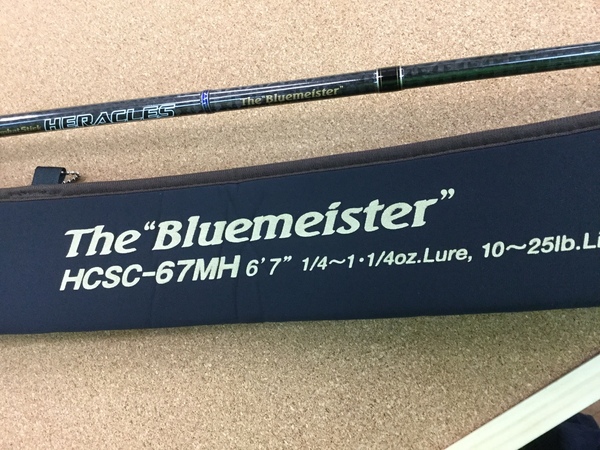 HERACLES
The "Bluemeister"
The "Bluemeister"
HCSC-67MH 6'7" 1/4~1・1/4oz.Lure, 10~25lb.Li